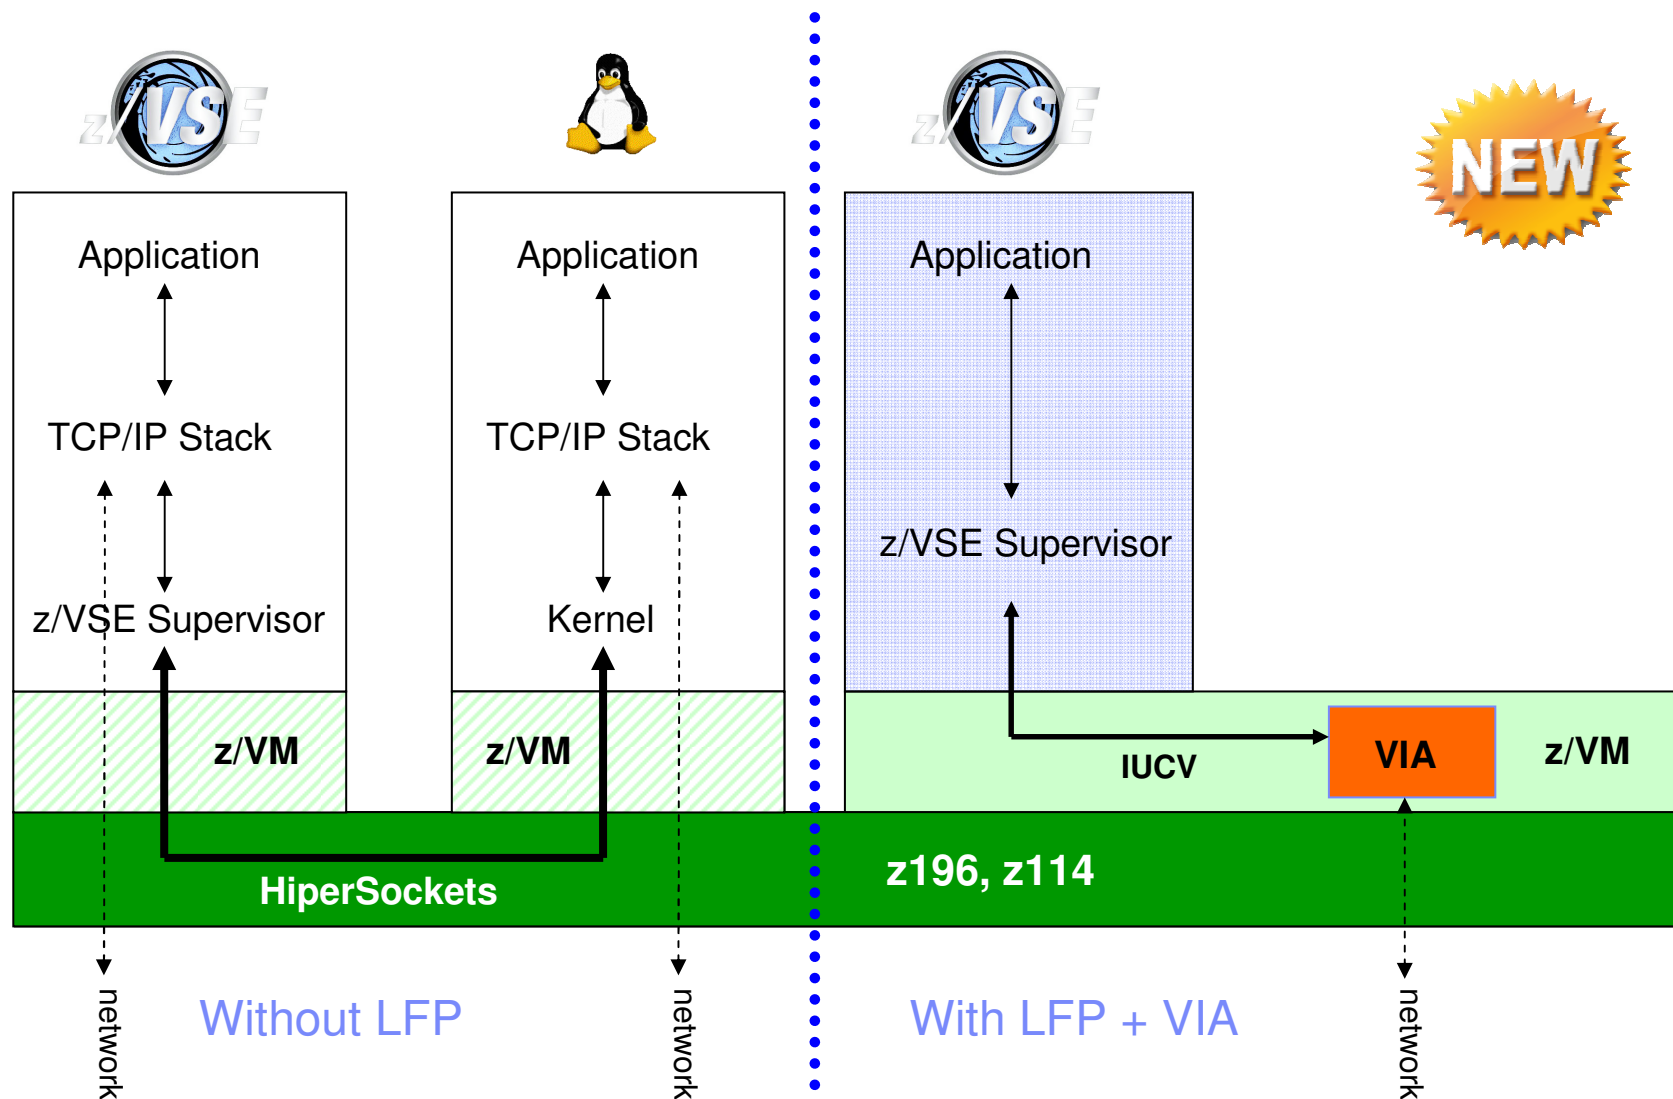 z/VSE
Application
TCP/IP Stack
z/VSE Supervisor
z/VM
network
Application
TCP/IP Stack
Kernel
z/VM
network
HiperSockets
Without LFP
z/VSE
NEW
Application
z/VSE Supervisor
IUCV
VIA
z/VM
z196, z114
network
With LFP + VIA